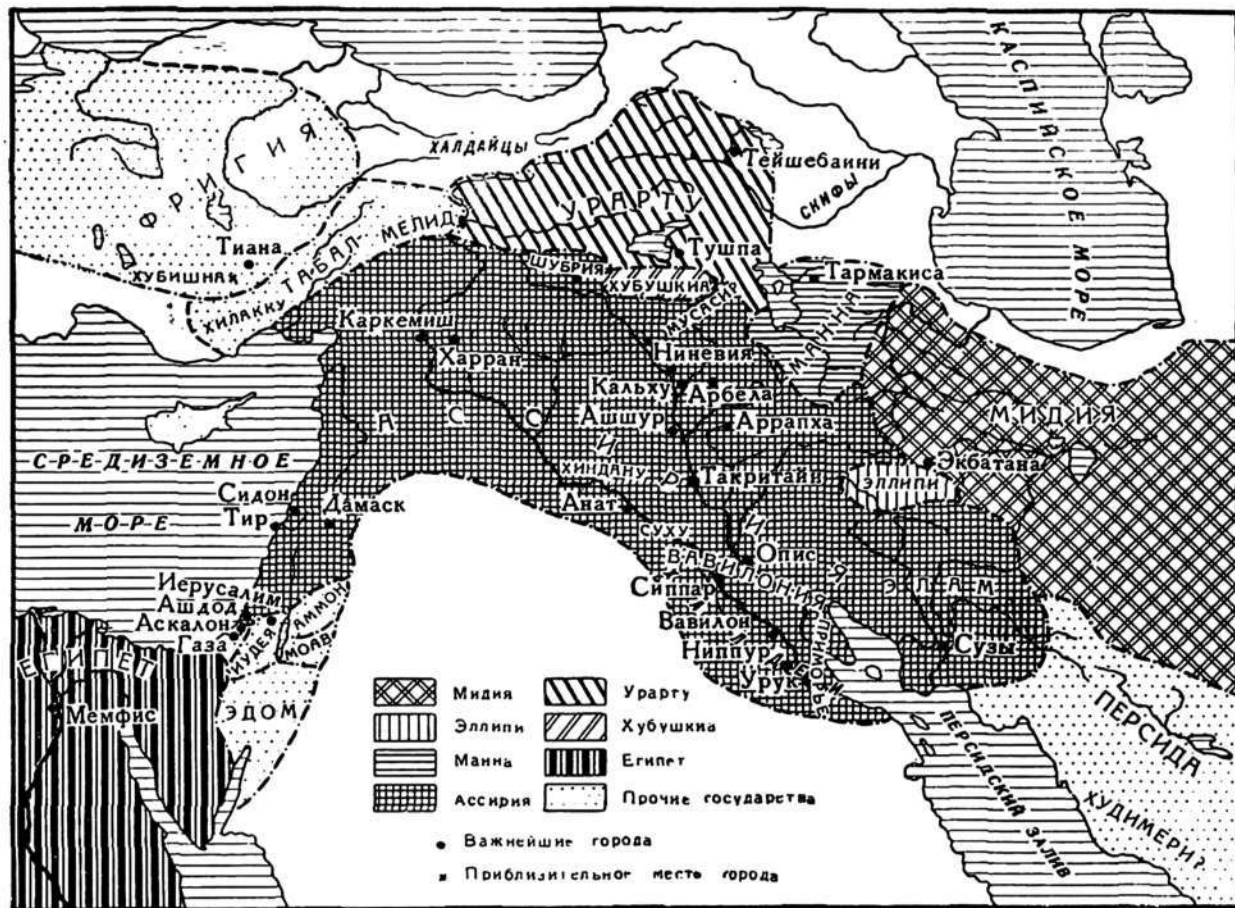 КАСПИЙСКОЕ МОРЕ
ФРИГИЯ
ХАЛДАЙЦЫ
Тейшебаини
СКИФЫ
УРАРТУ
МЕЛИД
ТАБАЛ
Тиана
ХУБИШНА
ХИЛАККУ
Тушпа
ШУБРИЯ
ХУБУШКИА
МУСАСИР
Тармакиса
МАННА
Каркемиш
Харран
Ниневия
Кальху
Арбела
Ашшур
Аррапха
АССИРИЯ
МИДИЯ
Экбатана
ЭЛЛИПИ
ХИНДАНУ
Такритайн
Анат
СУХУ
СРЕДИЗЕМНОЕ
МОРЕ
Сидон
Тир
Дамаск
Опис
ВАВИЛОНИЯ
ЭЛАМ
Сиппар
Вавилон
Ниппур
Урук
ПРИМОРЬЕ
Сузы
Иерусалим
Ашдод
Аскалон
Газа
ИУДЕЯ
АММОН
МОАВ
ЭДОМ
ЕГИПЕТ
Мемфис
ПЕРСИДСКИЙ ЗАЛИВ
ПЕРСИДА
ХУДИМЕРИ?
Мидия
Урарту
Эллипи
Хубушкиа
Манна
Египет
Ассирия
Прочие государства
Важнейшие города
Приблизительное место города